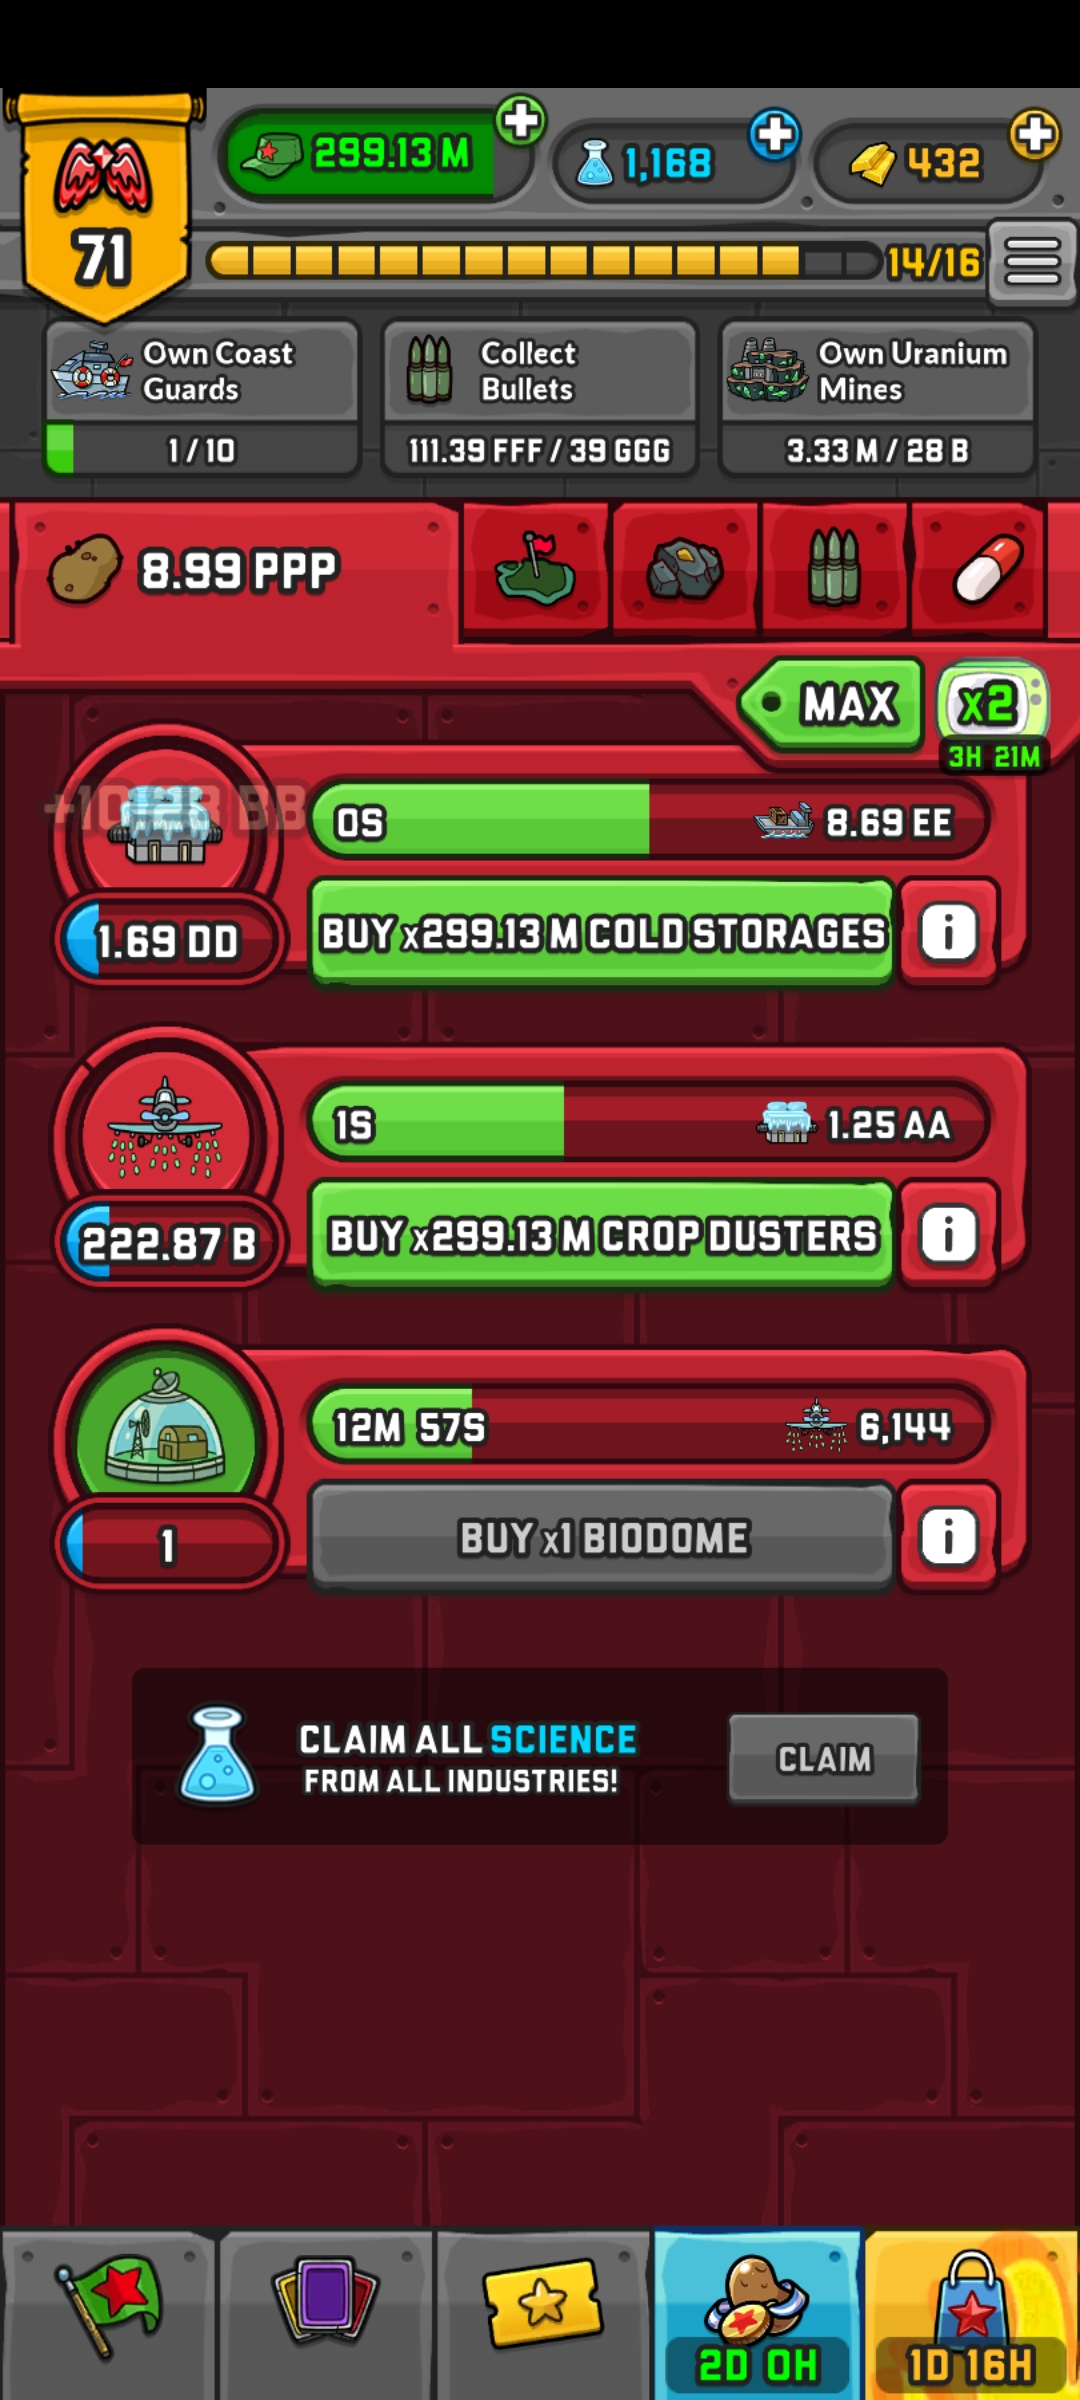 299.13 M
1,168
432
71
14/16
Own Coast
Guards
1 / 10
Collect
Bullets
111.39 FFF / 39 GGG
Own Uranium
Mines
3.33 M / 28 B
8.99 PPP
MAX
x2
3H 21M
0S
8.69 EE
1.69 DD
BUY x299.13 M COLD STORAGES
i
1S
1.25 AA
222.87 B
BUY x299.13 M CROP DUSTERS
i
12M 57S
6,144
1
BUY x1 BIODOME
i
CLAIM ALL SCIENCE
FROM ALL INDUSTRIES!
CLAIM
2D 0H
1D 16H